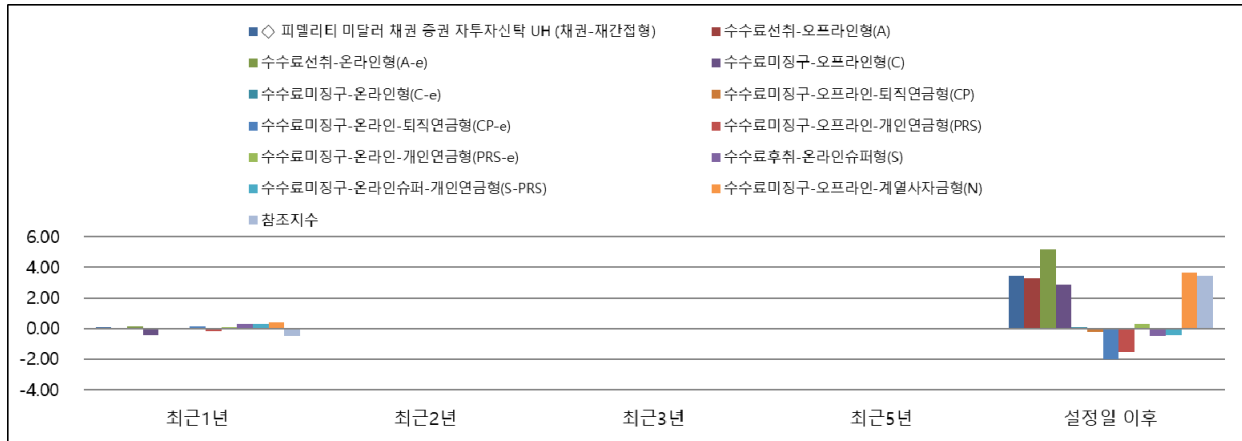 ◇ 피델리티 미달러 채권 증권 자투자신탁 UH (채권-재간접형) 수수료선취-오프라인형(A)
수수료선취-온라인형(A-e) 수수료미징구-오프라인형(C)
수수료미징구-온라인형(C-e) 수수료미징구-오프라인-퇴직연금형(CP)
수수료미징구-온라인-퇴직연금형(CP-e) 수수료미징구-오프라인-개인연금형(PRS)
수수료미징구-온라인-개인연금형(PRS-e) 수수료후취-온라인슈퍼형(S)
수수료미징구-온라인슈퍼-개인연금형(S-PRS) 수수료미징구-오프라인-계열사자금형(N)
참조지수
6.00
4.00
2.00
0.00
-2.00
-4.00
최근1년 최근2년 최근3년 최근5년 설정일 이후